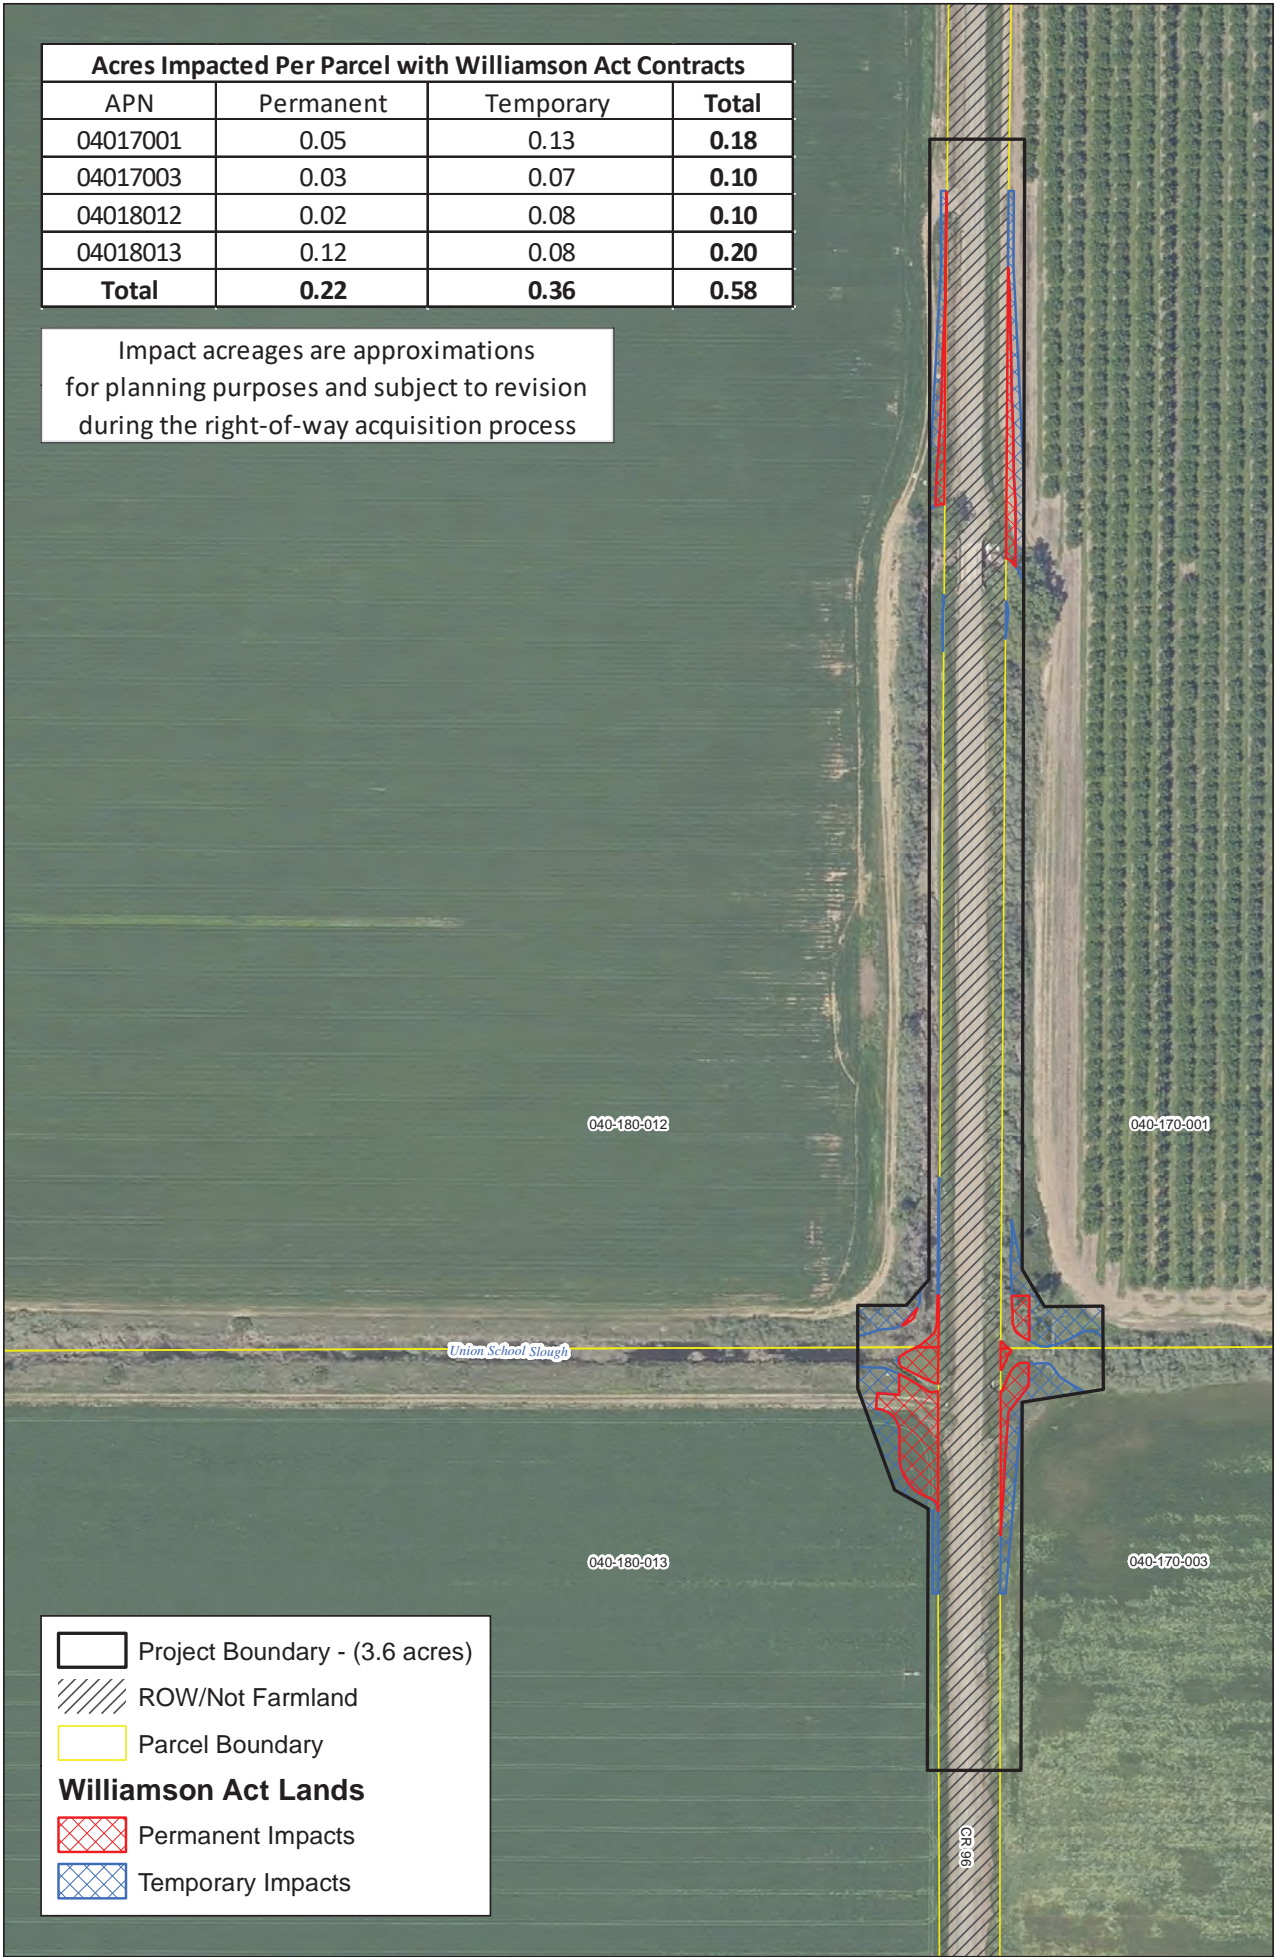 Acres Impacted Per Parcel with Williamson Act Contracts
APN Permanent Temporary Total
04017001 0.05 0.13 0.18
04017003 0.03 0.07 0.10
04018012 0.02 0.08 0.10
04018013 0.12 0.08 0.20
Total 0.22 0.36 0.58
Impact acreages are approximations
for planning purposes and subject to revision
during the right-of-way acquisition process
040-180-012
040-170-001
Union School Slough
040-180-013
040-170-003
Project Boundary - (3.6 acres)
ROW/Not Farmland
Parcel Boundary
Williamson Act Lands
Permanent Impacts
Temporary Impacts
CR 96